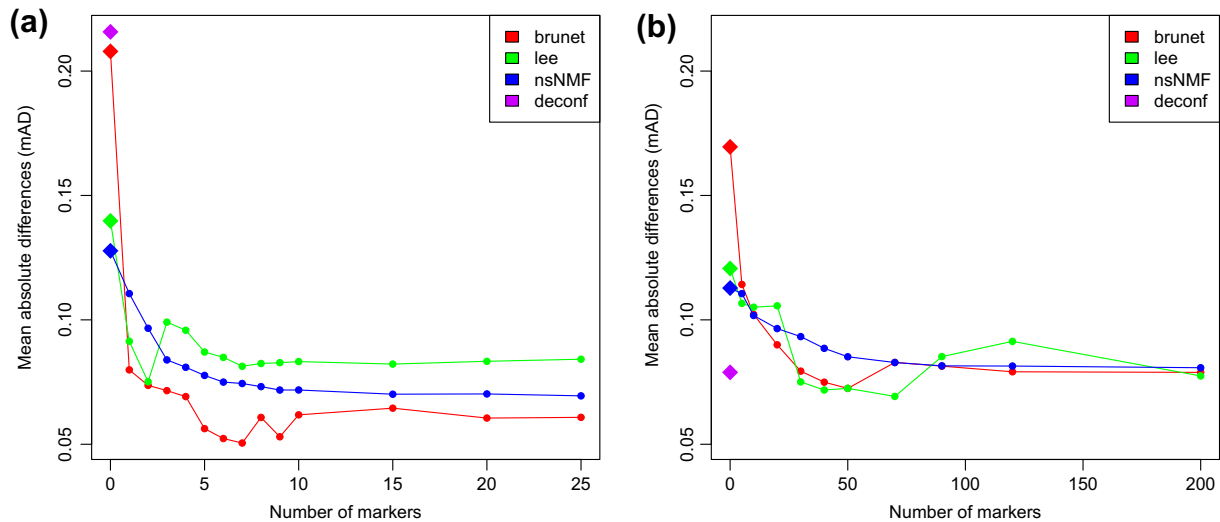 (a)
Mean absolute differences (mAD)
0.20
0.15
0.10
0.05
brunet
lee
nsNMF
deconf
0 5 10 15 20 25
Number of markers
(b)
Mean absolute differences (mAD)
0.20
0.15
0.10
0.05
brunet
lee
nsNMF
deconf
0 50 100 150 200
Number of markers